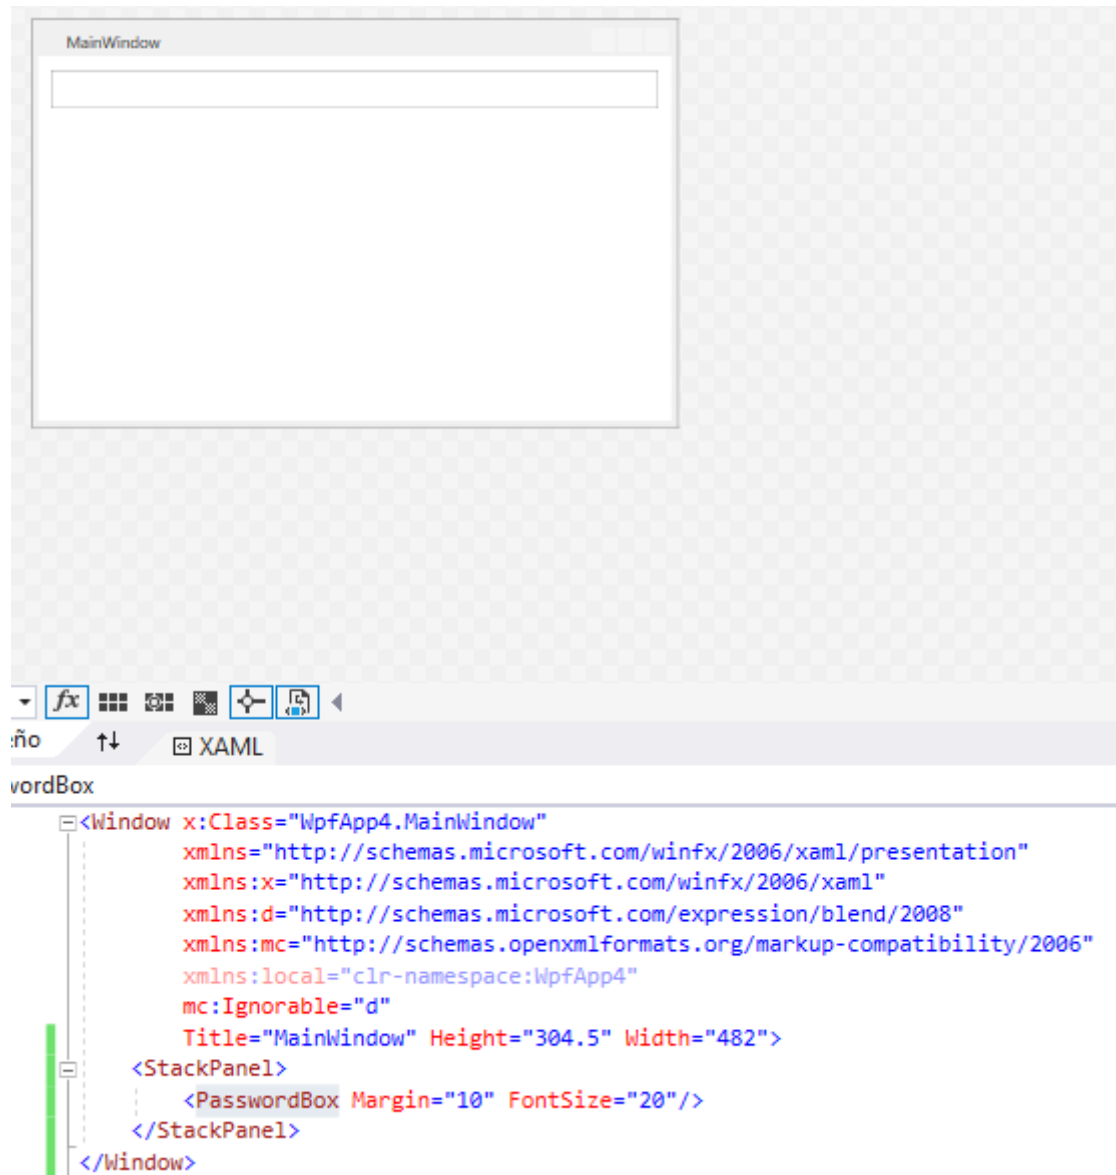 MainWindow
fx
eño XAML
wordBox
<Window x:Class="WpfApp4.MainWindow"
xmlns="http://schemas.microsoft.com/winfx/2006/xaml/presentation"
xmlns:x="http://schemas.microsoft.com/winfx/2006/xaml"
xmlns:d="http://schemas.microsoft.com/expression/blend/2008"
xmlns:mc="http://schemas.openxmlformats.org/markup-compatibility/2006"
xmlns:local="clr-namespace:WpfApp4"
mc:Ignorable="d"
Title="MainWindow" Height="304.5" Width="482">
<StackPanel>
<PasswordBox Margin="10" FontSize="20"/>
</StackPanel>
</Window>